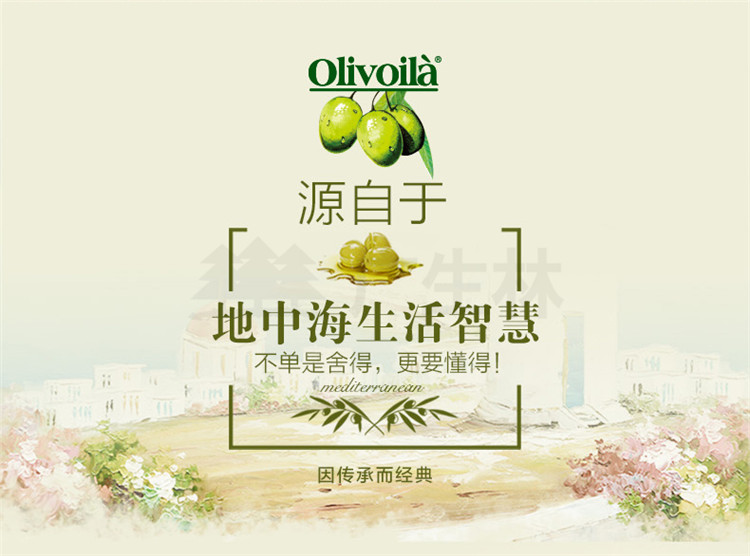 Olivoilà®
源自于
地中海生活智慧
不单是舍得，更要懂得！
mediterranean
因传承而经典